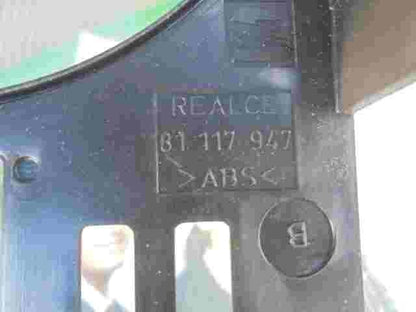 REALCE
81 117 947
>ABS<
B